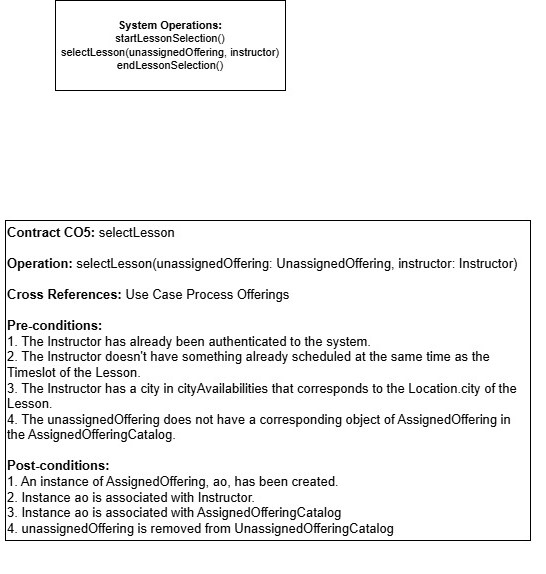 System Operations:
startLessonSelection()
selectLesson(unassignedOffering, instructor)
endLessonSelection()
Contract CO5: selectLesson
Operation: selectLesson(unassignedOffering: UnassignedOffering, instructor: Instructor)
Cross References: Use Case Process Offerings
Pre-conditions:
1. The Instructor has already been authenticated to the system.
2. The Instructor doesn't have something already scheduled at the same time as the
Timeslot of the Lesson.
3. The Instructor has a city in cityAvailabilities that corresponds to the Location.city of the
Lesson.
4. The unassignedOffering does not have a corresponding object of AssignedOffering in
the AssignedOfferingCatalog.
Post-conditions:
1. An instance of AssignedOffering, ao, has been created.
2. Instance ao is associated with Instructor.
3. Instance ao is associated with AssignedOfferingCatalog
4. unassignedOffering is removed from UnassignedOfferingCatalog